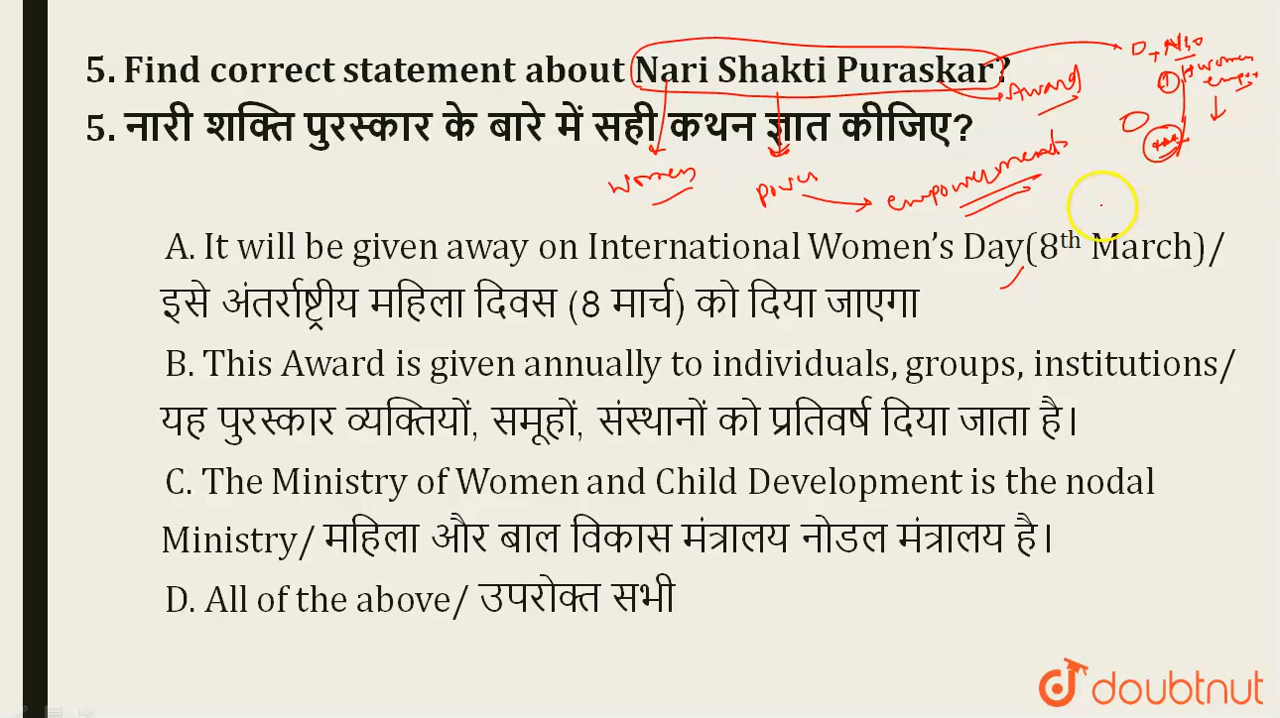 5. Find correct statement about Nari Shakti Puraskar?
5. नारी शक्ति पुरस्कार के बारे में सही कथन ज्ञात कीजिए?
Award
women
women
power
empowerment
A. It will be given away on International Women’s Day(8th March)/
इसे अंतर्राष्ट्रीय महिला दिवस (8 मार्च) को दिया जाएगा
B. This Award is given annually to individuals, groups, institutions/
यह पुरस्कार व्यक्तियों, समूहों, संस्थानों को प्रतिवर्ष दिया जाता है।
C. The Ministry of Women and Child Development is the nodal
Ministry/ महिला और बाल विकास मंत्रालय नोडल मंत्रालय है।
D. All of the above/ उपरोक्त सभी
doubtnut